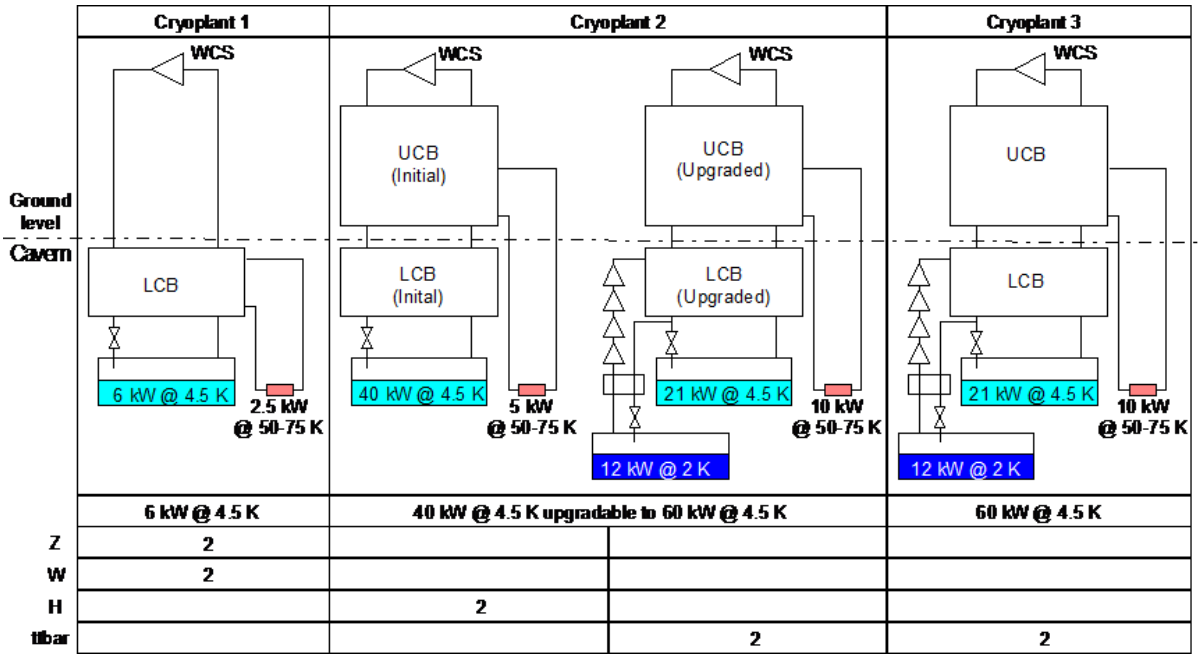 Cryoplant 1 Cryoplant 2 Cryoplant 3
WCS WCS WCS WCS
UCB UCB UCB
(Initial) (Upgraded)
Ground
level
Cavern
LCB LCB LCB LCB
(Inital) (Upgraded)
6 kW @ 4.5 K 40 kW @ 4.5 K 21 kW @ 4.5 K 21 kW @ 4.5 K
2.5 kW 5 kW 10 kW 10 kW
@ 50-75 K @ 50-75 K @ 50-75 K @ 50-75 K
12 kW @ 2 K 12 kW @ 2 K
6 kW @ 4.5 K 40 kW @ 4.5 K upgradable to 60 kW @ 4.5 K 60 kW @ 4.5 K
Z 2
W 2
H 2
ttbar 2 2